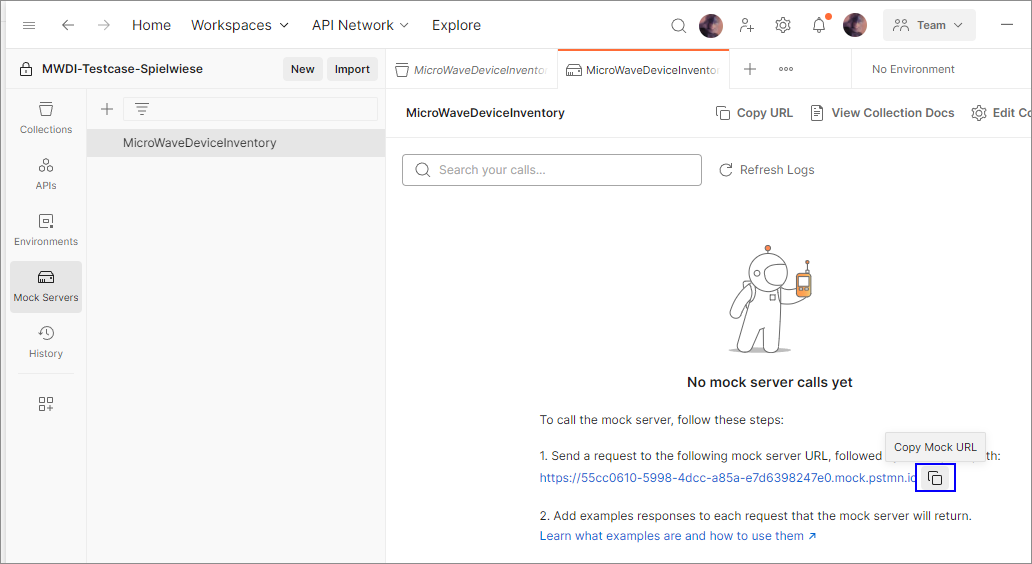 Home Workspaces API Network Explore Team
MWDI-Testcase-Spielwiese New Import MicroWaveDeviceInventor MicroWaveDeviceInvento No Environment
Collections
APIs
Environments
Mock Servers
History
MicroWaveDeviceInventory
MicroWaveDeviceInventory Copy URL View Collection Docs Edit Co
Search your calls... Refresh Logs
No mock server calls yet
To call the mock server, follow these steps:
Copy Mock URL
1. Send a request to the following mock server URL, followed th:
https://55cc0610-5998-4dcc-a85a-e7d6398247e0.mock.pstmn.io
2. Add examples responses to each request that the mock server will return.
Learn what examples are and how to use them ↗